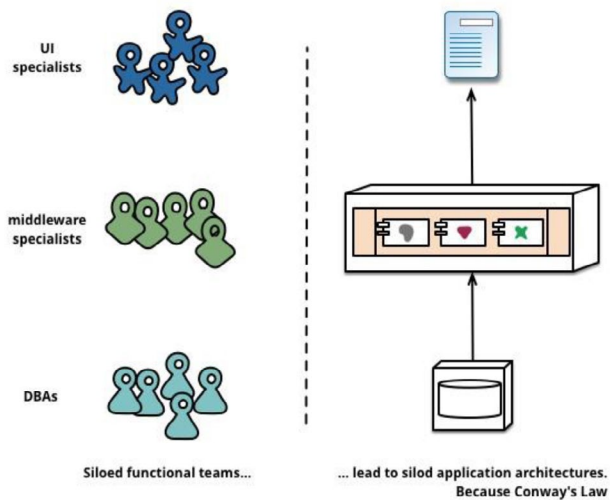 UI
specialists
middleware
specialists
DBAs
Siloed functional teams...
... lead to silod application architectures.
Because Conway's Law